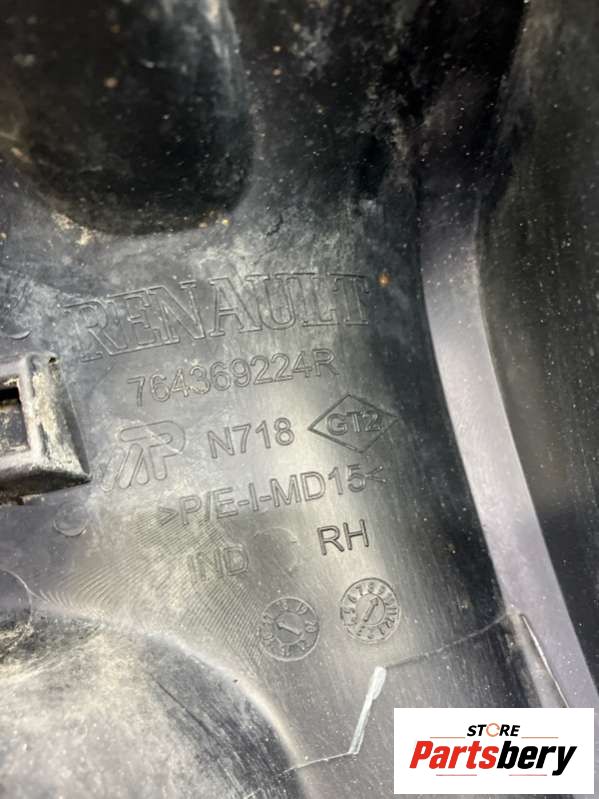 RENAULT
764369224R
N718 GT2
>P/E-I-MD15<
IND RH
STORE
Partsbery